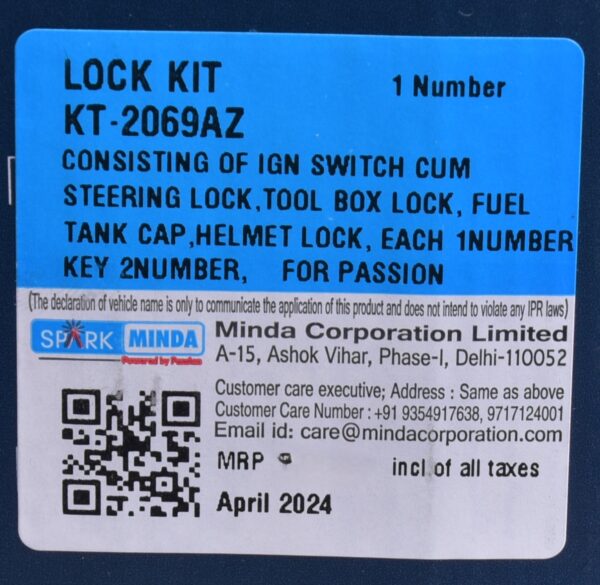 LOCK KIT 1 Number
KT-2069AZ
CONSISTING OF IGN SWITCH CUM
STEERING LOCK,TOOL BOX LOCK, FUEL
TANK CAP,HELMET LOCK, EACH 1NUMBER
KEY 2NUMBER, FOR PASSION
(The declaration of vehicle name is only to communicate the application of this product and does not intend to violate any IPR laws)
SPARK MINDA
Powered by Passion
Minda Corporation Limited
A-15, Ashok Vihar, Phase-I, Delhi-110052
Customer care executive; Address : Same as above
Customer Care Number : +91 9354917638, 9717124001
Email id: care@mindacorporation.com
MRP incl of all taxes
April 2024